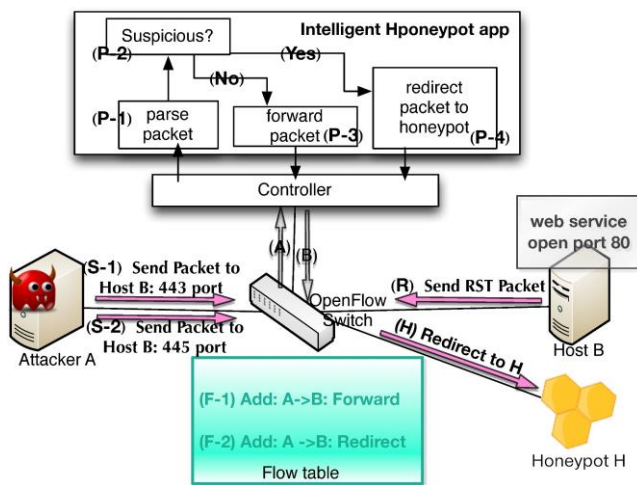 Intelligent Hponeypot app
Suspicious?
(P-2)
(No)
(Yes)
(P-1)
parse
packet
forward
packet
(P-3)
redirect
packet to
honeypot
(P-4)
Controller
(A)
(B)
web service
open port 80
(S-1) Send Packet to
Host B: 443 port
(S-2) Send Packet to
Host B: 445 port
Attacker A
OpenFlow
Switch
(R) Send RST Packet
Host B
(H) Redirect to H
Honeypot H
(F-1) Add: A->B: Forward
(F-2) Add: A ->B: Redirect
Flow table